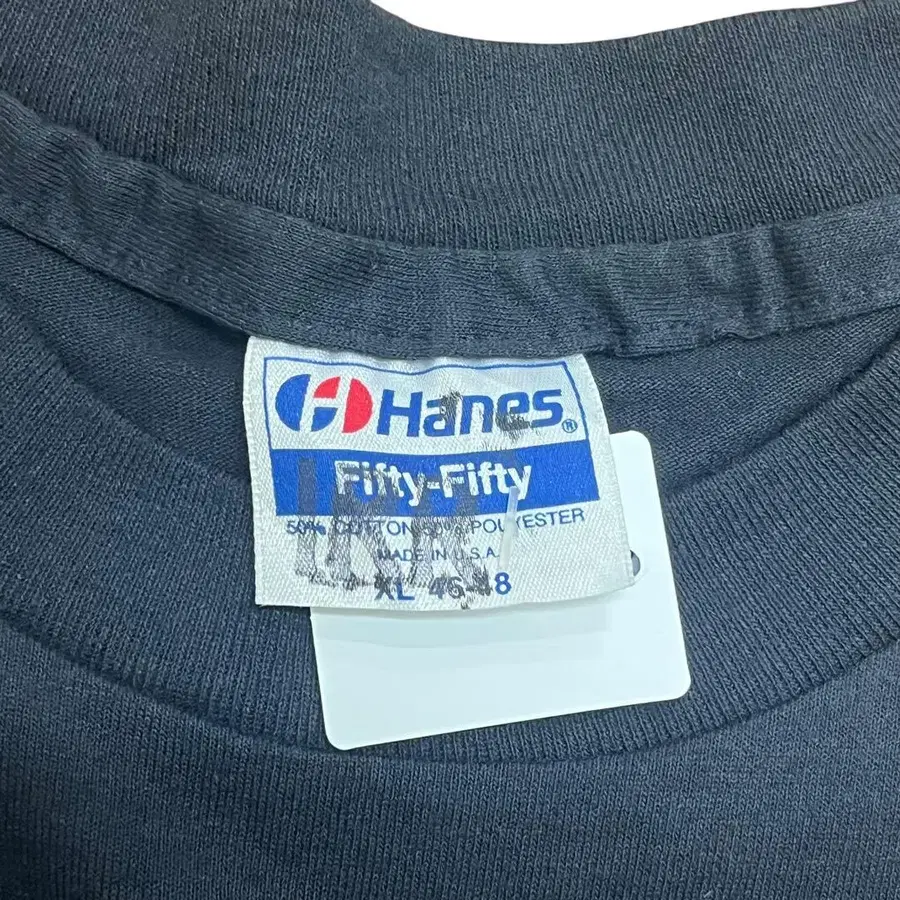 Hanes®
Fifty-Fifty
50% COTTON 50% POLYESTER
MADE IN U.S.A.
XL 46-48